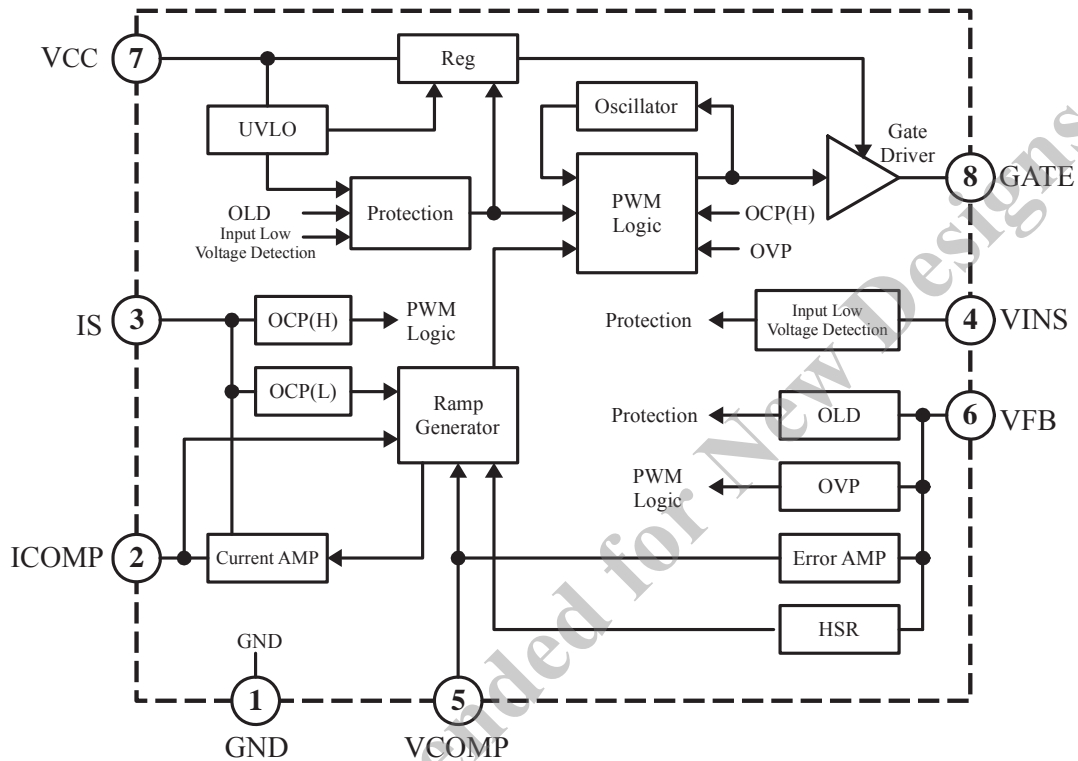 VCC
7
Reg
UVLO
Oscillator
Gate
Driver
8
GATE
OLD
Input Low
Voltage Detection
Protection
PWM
Logic
OCP(H)
OVP
IS
3
OCP(H)
PWM
Logic
Protection
Input Low
Voltage Detection
4
VINS
OCP(L)
Ramp
Generator
Protection
OLD
6
VFB
PWM
Logic
OVP
ICOMP
2
Current AMP
Error AMP
HSR
GND
1
GND
5
VCOMP
ended for New Designs